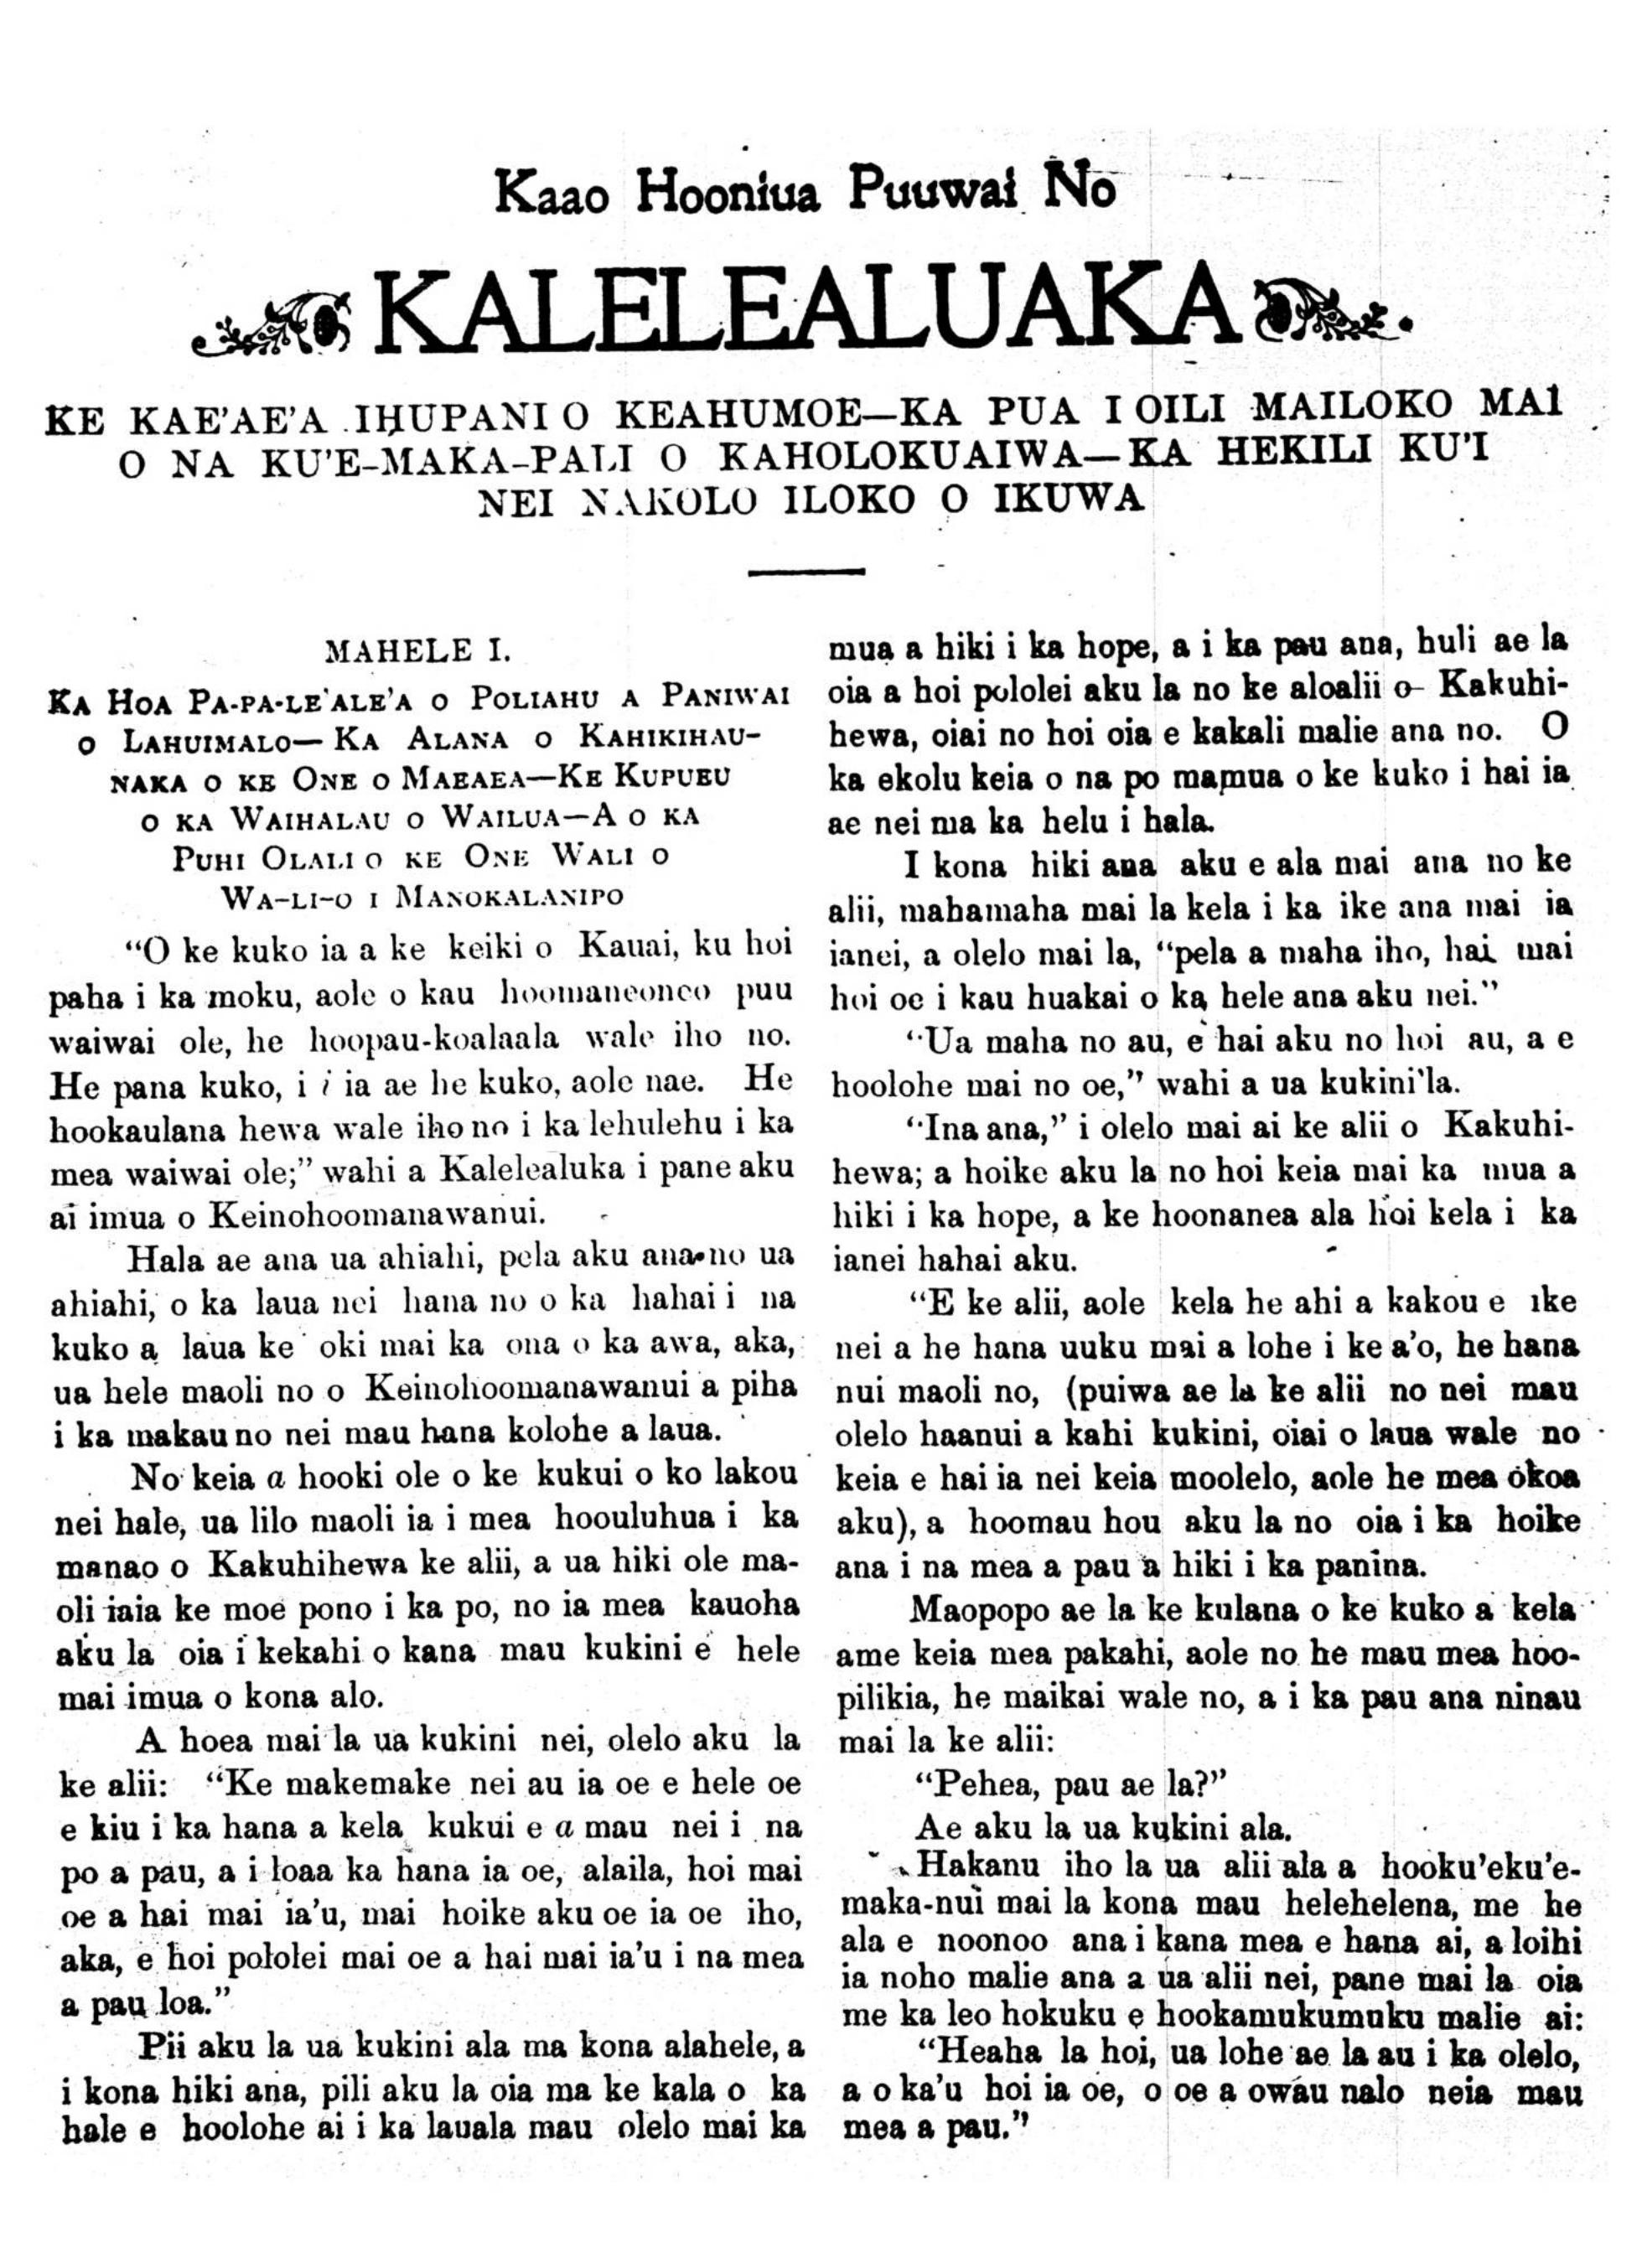 Kaao Hooniua Puuwai No
KALELEALUAKA
KE KAE'AE'A IHUPANI O KEAHUMOE—KA PUA I OILI MAILOKO MAI
O NA KU'E-MAKA-PALI O KAHOLOKUAIWA—KA HEKILI KU'I
NEI NAKOLO ILOKO O IKUWA
MAHELE I.
KA HOA PA-PA-LE'ALE'A O POLIAHU A PANIWAI
O LAHUIMALO—KA ALANA O KAHIKIHAU-
NAKA O KE ONE O MAEAEA—KE KUPUEU
O KA WAIHALAU O WAILUA—A O KA
PUHI OLALI O KE ONE WALI O
WA-LI-O I MANOKALANIPO
"O ke kuko ia a ke keiki o Kauai, ku hoi
paha i ka moku, aole o kau hoomaneoneo puu
waiwai ole, he hoopau-koalaala wale iho no.
He pana kuko, i i ia ae he kuko, aole nae. He
hookaulana hewa wale iho no i ka lehulehu i ka
mea waiwai ole;" wahi a Kalelealuka i pane aku
ai imua o Keinohoomanawanui.
Hala ae ana ua ahiahi, pela aku ana no ua
ahiahi, o ka laua nei hana no o ka hahai i na
kuko a laua ke oki mai ka ona o ka awa, aka,
ua hele maoli no o Keinohoomanawanui a piha
i ka makau no nei mau hana kolohe a laua.
No keia a hooki ole o ke kukui o ko lakou
nei hale, ua lilo maoli ia i mea hoouluhua i ka
manao o Kakuhihewa ke alii, a ua hiki ole ma-
oli iaia ke moe pono i ka po, no ia mea kauoha
aku la oia i kekahi o kana mau kukini e hele
mai imua o kona alo.
A hoea mai la ua kukini nei, olelo aku la
ke alii: "Ke makemake nei au ia oe e hele oe
e kiu i ka hana a kela kukui e a mau nei i na
po a pau, a i loaa ka hana ia oe, alaila, hoi mai
oe a hai mai ia'u, mai hoike aku oe ia oe iho,
aka, e hoi pololei mai oe a hai mai ia'u i na mea
a pau loa."
Pii aku la ua kukini ala ma kona alahele, a
i kona hiki ana, pili aku la oia ma ke kala o ka
hale e hoolohe ai i ka lauala mau olelo mai ka
mua a hiki i ka hope, a i ka pau ana, huli ae la
oia a hoi pololei aku la no ke aloalii o Kakuhi-
hewa, oiai no hoi oia e kakali malie ana no. O
ka ekolu keia o na po mamua o ke kuko i hai ia
ae nei ma ka helu i hala.
I kona hiki ana aku e ala mai ana no ke
alii, mahamaha mai la kela i ka ike ana mai ia
ianei, a olelo mai la, "pela a maha iho, hai mai
hoi oe i kau huakai o ka hele ana aku nei."
"Ua maha no au, e hai aku no hoi au, a e
hoolohe mai no oe," wahi a ua kukini'la.
"Ina ana," i olelo mai ai ke alii o Kakuhi-
hewa; a hoike aku la no hoi keia mai ka mua a
hiki i ka hope, a ke hoonanea ala hoi kela i ka
ianei hahai aku.
"E ke alii, aole kela he ahi a kakou e ike
nei a he hana uuku mai a lohe i ke a'o, he hana
nui maoli no, (puiwa ae la ke alii no nei mau
olelo haanui a kahi kukini, oiai o laua wale no
keia e hai ia nei keia moolelo, aole he mea okoa
aku), a hoomau hou aku la no oia i ka hoike
ana i na mea a pau a hiki i ka panina.
Maopopo ae la ke kulana o ke kuko a kela
ame keia mea pakahi, aole no he mau mea hoo-
pilikia, he maikai wale no, a i ka pau ana ninau
mai la ke alii:
"Pehea, pau ae la?"
Ae aku la ua kukini ala.
Hakanu iho la ua alii ala a hooku'eku'e-
maka-nui mai la kona mau helehelena, me he
ala e noonoo ana i kana mea e hana ai, a loihi
ia noho malie ana a ua alii nei, pane mai la oia
me ka leo hokuku e hookamukumuku malie ai:
"Heaha la hoi, ua lohe ae la au i ka olelo,
a o ka'u hoi ia oe, o oe a owau nalo neia mau
mea a pau."